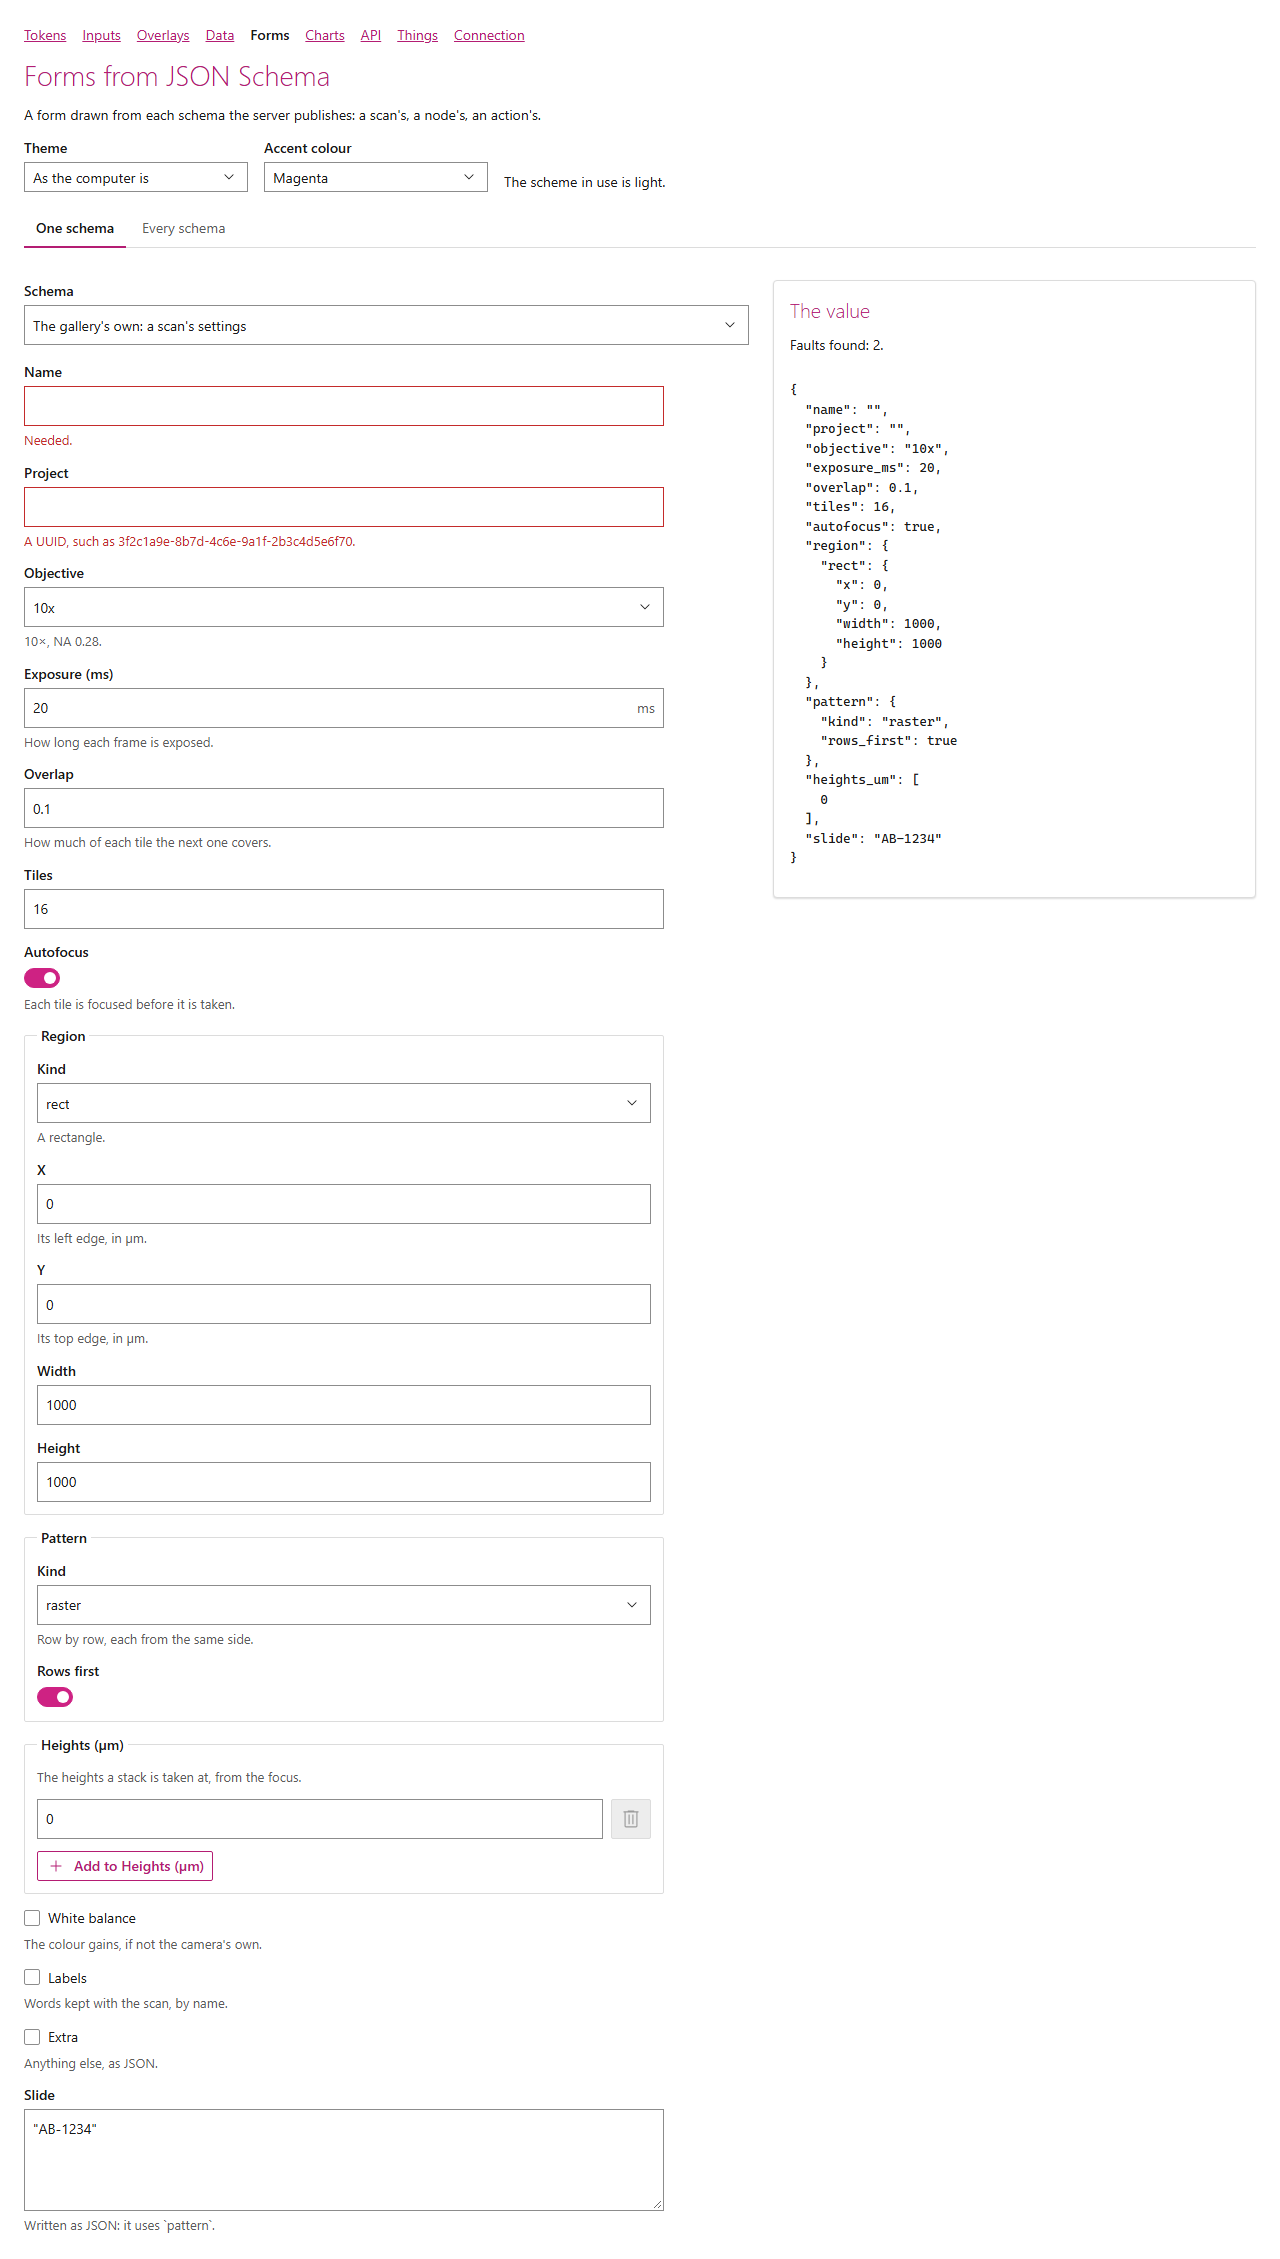 Tokens Inputs Overlays Data Forms Charts API Things Connection
Forms from JSON Schema
A form drawn from each schema the server publishes: a scan's, a node's, an action's.
Theme
As the computer is
Accent colour
Magenta
The scheme in use is light.
One schema Every schema
Schema
The gallery's own: a scan's settings
Name
Needed.
Project
A UUID, such as 3f2c1a9e-8b7d-4c6e-9a1f-2b3c4d5e6f70.
Objective
10x
10×, NA 0.28.
Exposure (ms)
20 ms
How long each frame is exposed.
Overlap
0.1
How much of each tile the next one covers.
Tiles
16
Autofocus
Each tile is focused before it is taken.
Region
Kind
rect
A rectangle.
X
0
Its left edge, in µm.
Y
0
Its top edge, in µm.
Width
1000
Height
1000
Pattern
Kind
raster
Row by row, each from the same side.
Rows first
Heights (µm)
The heights a stack is taken at, from the focus.
0
Add to Heights (µm)
White balance
The colour gains, if not the camera's own.
Labels
Words kept with the scan, by name.
Extra
Anything else, as JSON.
Slide
"AB-1234"
Written as JSON: it uses `pattern`.
The value
Faults found: 2.
{
"name": "",
"project": "",
"objective": "10x",
"exposure_ms": 20,
"overlap": 0.1,
"tiles": 16,
"autofocus": true,
"region": {
"rect": {
"x": 0,
"y": 0,
"width": 1000,
"height": 1000
}
},
"pattern": {
"kind": "raster",
"rows_first": true
},
"heights_um": [
0
],
"slide": "AB-1234"
}